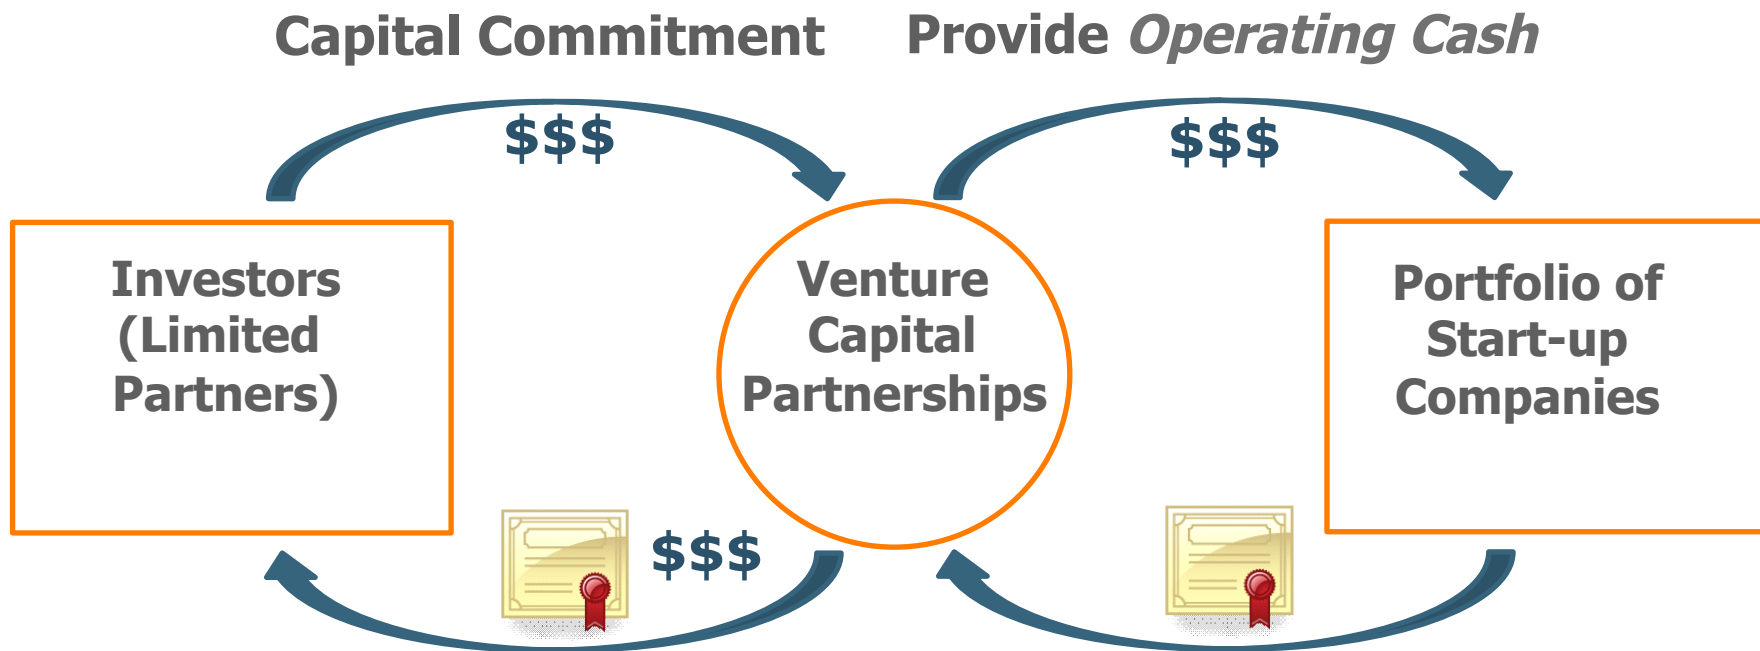 Capital Commitment
Provide Operating Cash
$$$
$$$
Investors
(Limited
Partners)
Venture
Capital
Partnerships
Portfolio of
Start-up
Companies
$$$